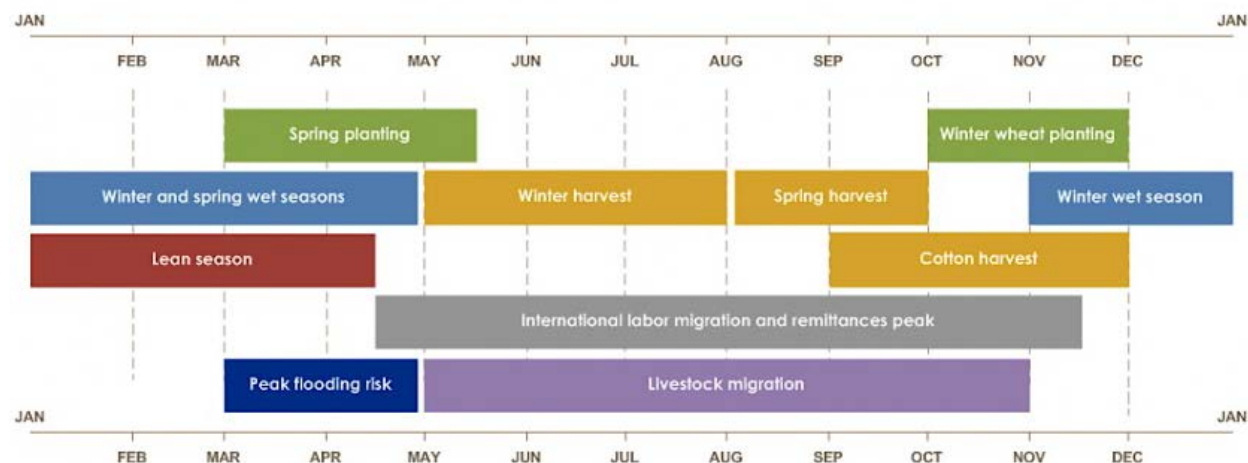 JAN JAN
FEB MAR APR MAY JUN JUL AUG SEP OCT NOV DEC
Spring planting Winter wheat planting
Winter and spring wet seasons Winter harvest Spring harvest Winter wet season
Lean season Cotton harvest
International labor migration and remittances peak
Peak flooding risk Livestock migration
JAN JAN
FEB MAR APR MAY JUN JUL AUG SEP OCT NOV DEC